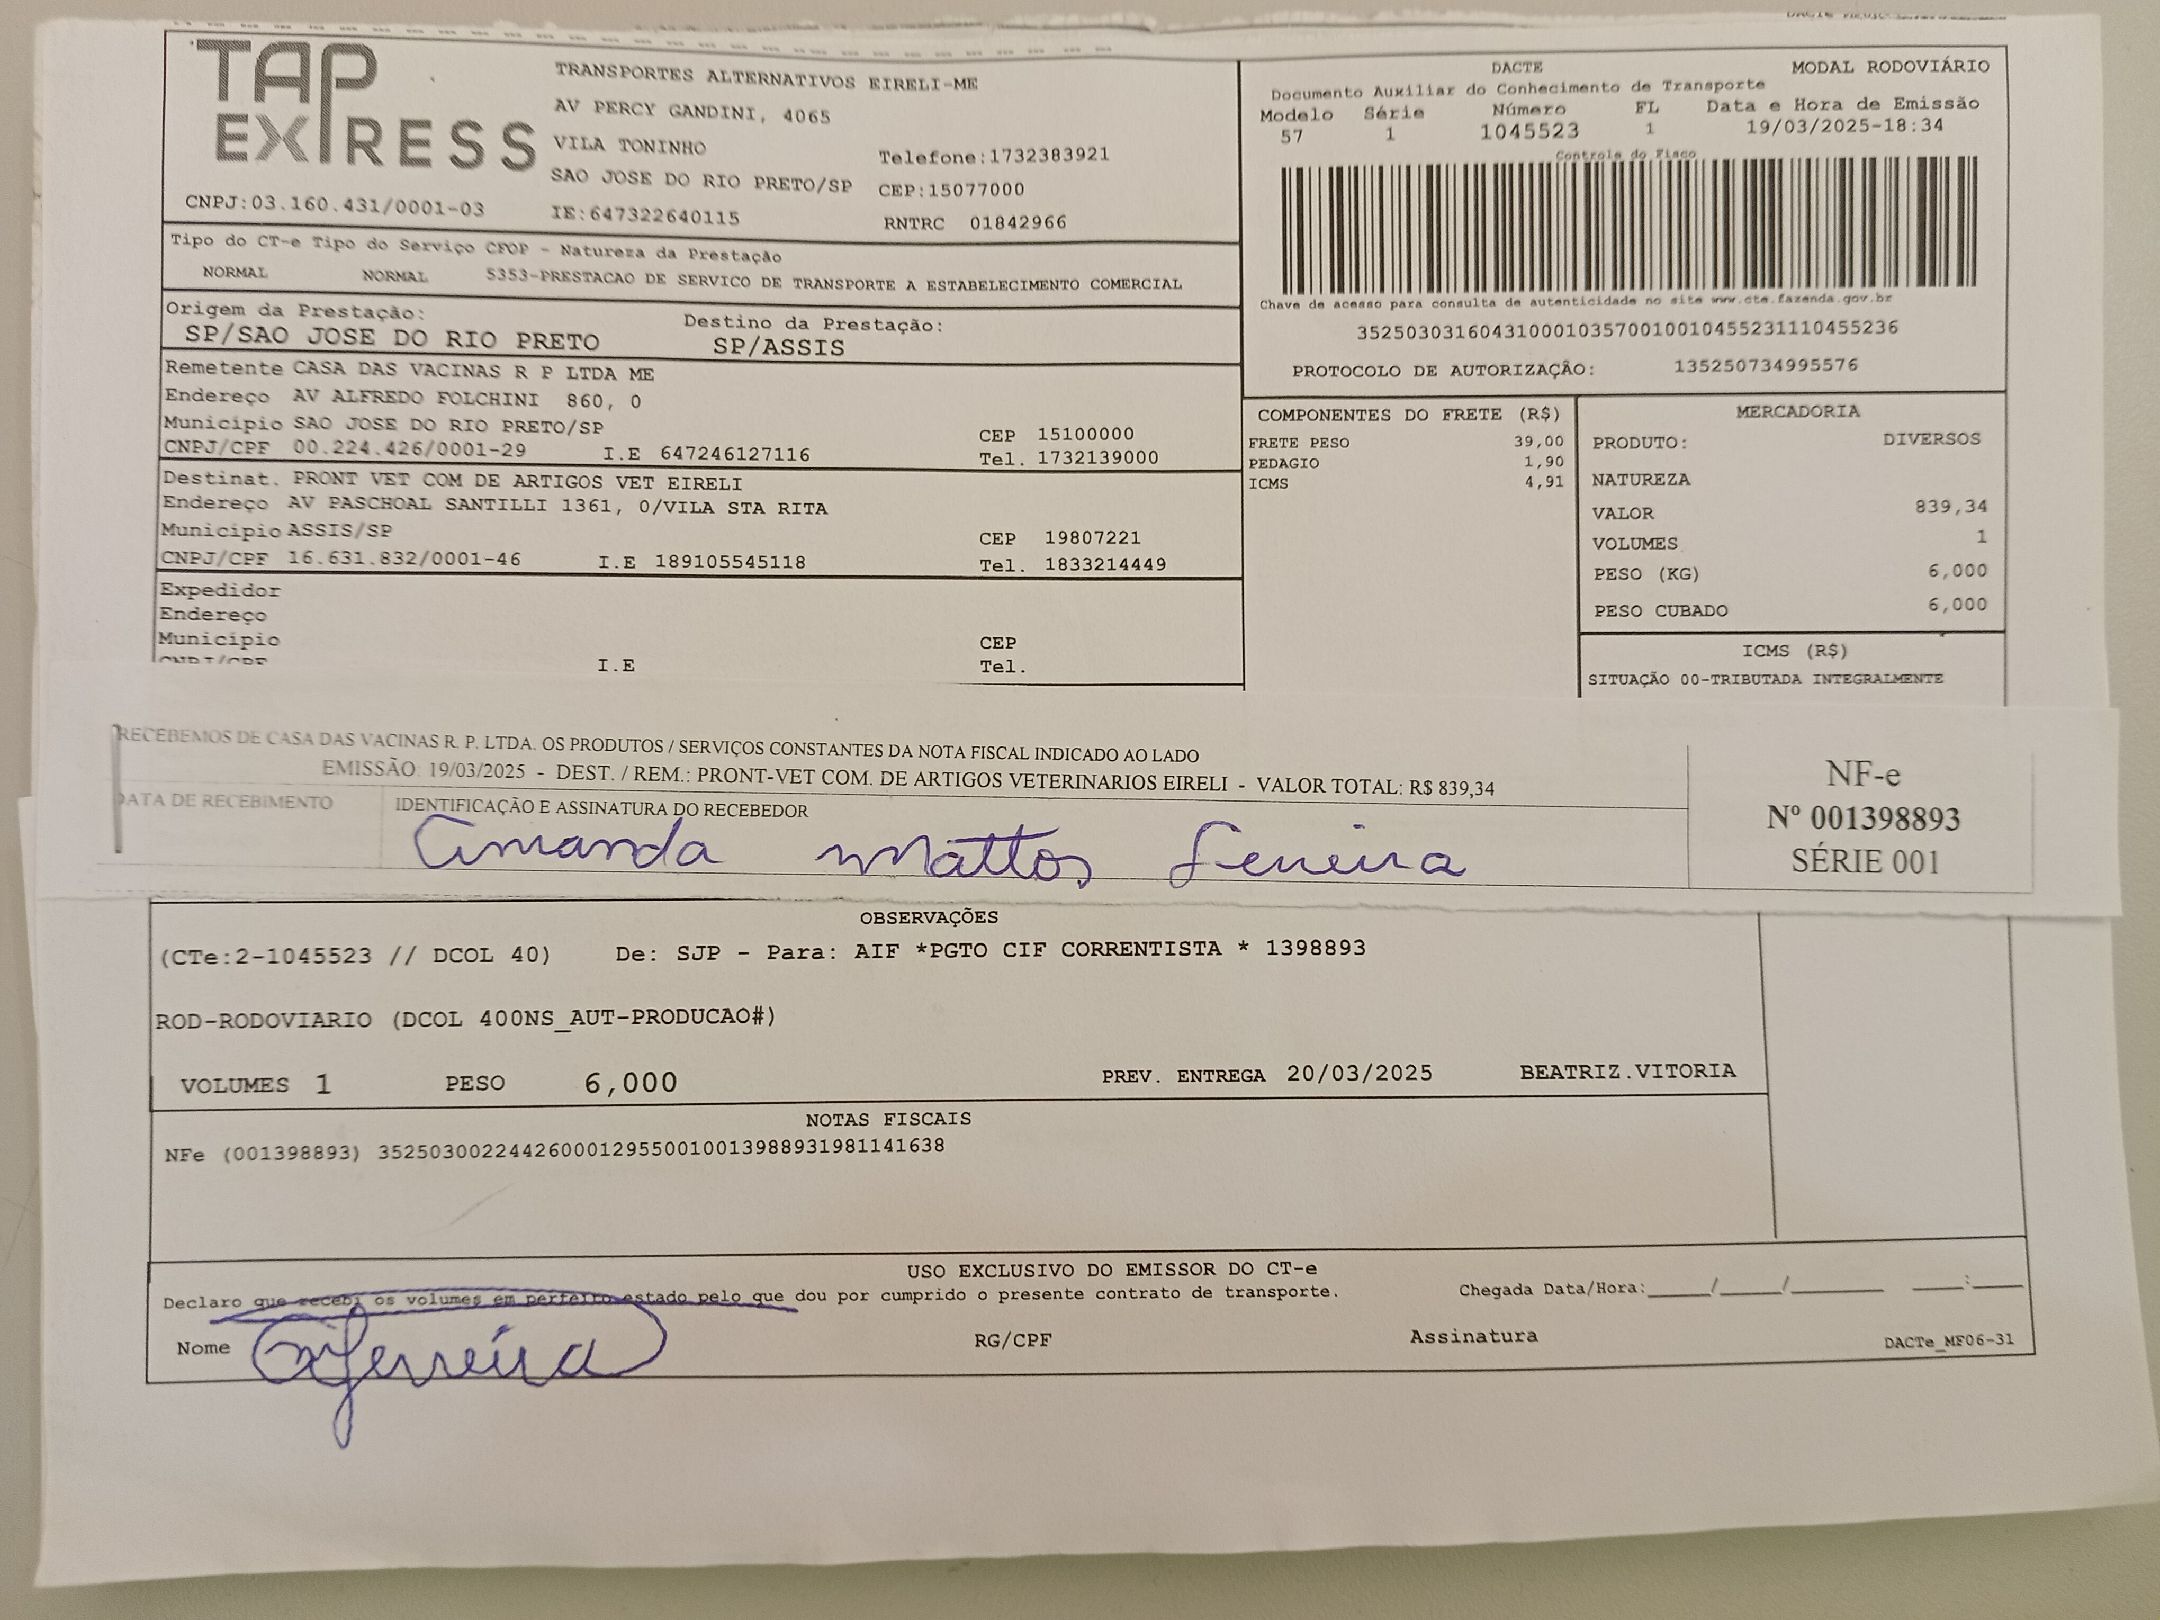 TAP
EXPRESS
TRANSPORTES ALTERNATIVOS EIRELI-ME
AV PERCY GANDINI, 4065
VILA TONINHO
Telefone:1732383921
SAO JOSE DO RIO PRETO/SP CEP:15077000
CNPJ:03.160.431/0001-03 IE:647322640115 RNTRC 01842966
DACTE MODAL RODOVIÁRIO
Documento Auxiliar do Conhecimento de Transporte
Modelo Série Número FL Data e Hora de Emissão
57 1 1045523 1 19/03/2025-18:34
Controle do Fisco
Chave de acesso para consulta de autenticidade no site www.cte.fazenda.gov.br
35250303160431000103570010010455231110455236
PROTOCOLO DE AUTORIZAÇÃO: 135250734995576
Tipo do CT-e Tipo do Serviço CFOP - Natureza da Prestação
NORMAL NORMAL 5353-PRESTACAO DE SERVICO DE TRANSPORTE A ESTABELECIMENTO COMERCIAL
Origem da Prestação: Destino da Prestação:
SP/SAO JOSE DO RIO PRETO SP/ASSIS
Remetente CASA DAS VACINAS R P LTDA ME
Endereço AV ALFREDO FOLCHINI 860, 0
Município SAO JOSE DO RIO PRETO/SP CEP 15100000
CNPJ/CPF 00.224.426/0001-29 I.E 647246127116 Tel. 1732139000
Destinat. PRONT VET COM DE ARTIGOS VET EIRELI
Endereço AV PASCHOAL SANTILLI 1361, 0/VILA STA RITA
Município ASSIS/SP CEP 19807221
CNPJ/CPF 16.631.832/0001-46 I.E 189105545118 Tel. 1833214449
Expedidor
Endereço
Município CEP
CNPJ/CPF I.E Tel.
COMPONENTES DO FRETE (R$)
FRETE PESO 39,00
PEDAGIO 1,90
ICMS 4,91
MERCADORIA
PRODUTO: DIVERSOS
NATUREZA
VALOR 839,34
VOLUMES 1
PESO (KG) 6,000
PESO CUBADO 6,000
ICMS (R$)
SITUAÇÃO 00-TRIBUTADA INTEGRALMENTE
RECEBEMOS DE CASA DAS VACINAS R. P. LTDA. OS PRODUTOS / SERVIÇOS CONSTANTES DA NOTA FISCAL INDICADO AO LADO
EMISSÃO: 19/03/2025 - DEST. / REM.: PRONT-VET COM. DE ARTIGOS VETERINARIOS EIRELI - VALOR TOTAL: R$ 839,34
DATA DE RECEBIMENTO IDENTIFICAÇÃO E ASSINATURA DO RECEBEDOR
Amanda Mattos Ferreira
NF-e
Nº 001398893
SÉRIE 001
OBSERVAÇÕES
(CTe:2-1045523 // DCOL 40) De: SJP - Para: AIF *PGTO CIF CORRENTISTA * 1398893
ROD-RODOVIARIO (DCOL 400NS_AUT-PRODUCAO#)
VOLUMES 1 PESO 6,000 PREV. ENTREGA 20/03/2025 BEATRIZ.VITORIA
NOTAS FISCAIS
NFe (001398893) 35250300224426000129550010013988931981141638
USO EXCLUSIVO DO EMISSOR DO CT-e
Declaro que recebi os volumes em perfeito estado pelo que dou por cumprido o presente contrato de transporte. Chegada Data/Hora:____/____/______ ____:____
Nome Ferreira RG/CPF Assinatura DACTe_MF06-31